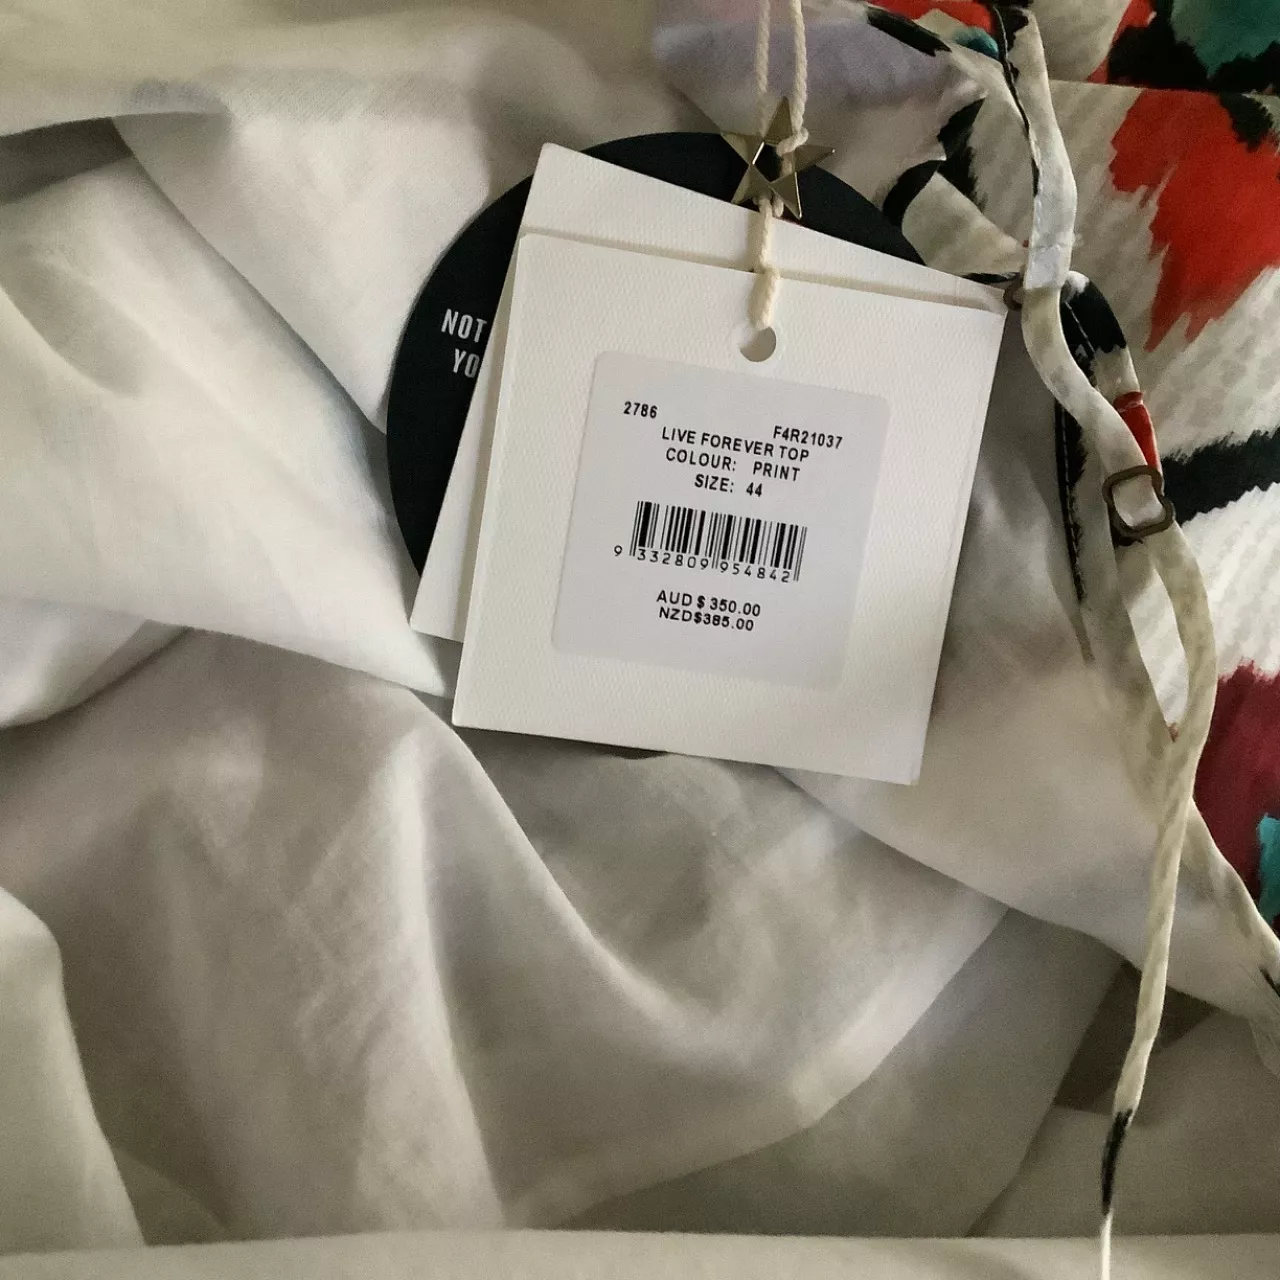 NOT
YO
2786
F4R21037
LIVE FOREVER TOP
COLOUR: PRINT
SIZE: 44
9 332809 954842
AUD $ 350.00
NZD$385.00